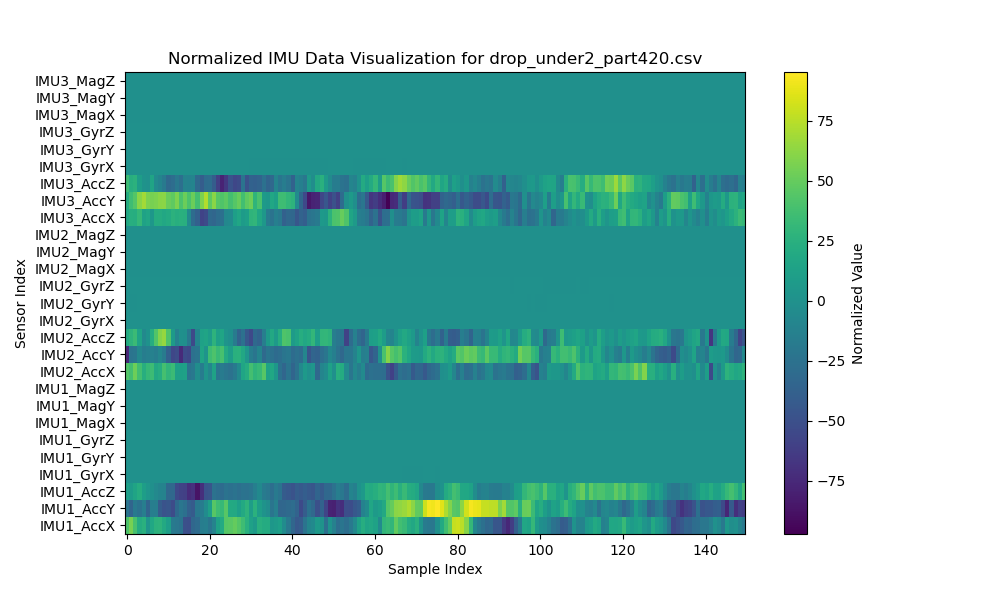 Normalized IMU Data Visualization for drop_under2_part420.csv
IMU3_MagZ
IMU3_MagY
IMU3_MagX
IMU3_GyrZ
IMU3_GyrY
IMU3_GyrX
IMU3_AccZ
IMU3_AccY
IMU3_AccX
IMU2_MagZ
IMU2_MagY
IMU2_MagX
IMU2_GyrZ
IMU2_GyrY
IMU2_GyrX
IMU2_AccZ
IMU2_AccY
IMU2_AccX
IMU1_MagZ
IMU1_MagY
IMU1_MagX
IMU1_GyrZ
IMU1_GyrY
IMU1_GyrX
IMU1_AccZ
IMU1_AccY
IMU1_AccX
Sensor Index
0 20 40 60 80 100 120 140
Sample Index
75
50
25
0
−25
−50
−75
Normalized Value